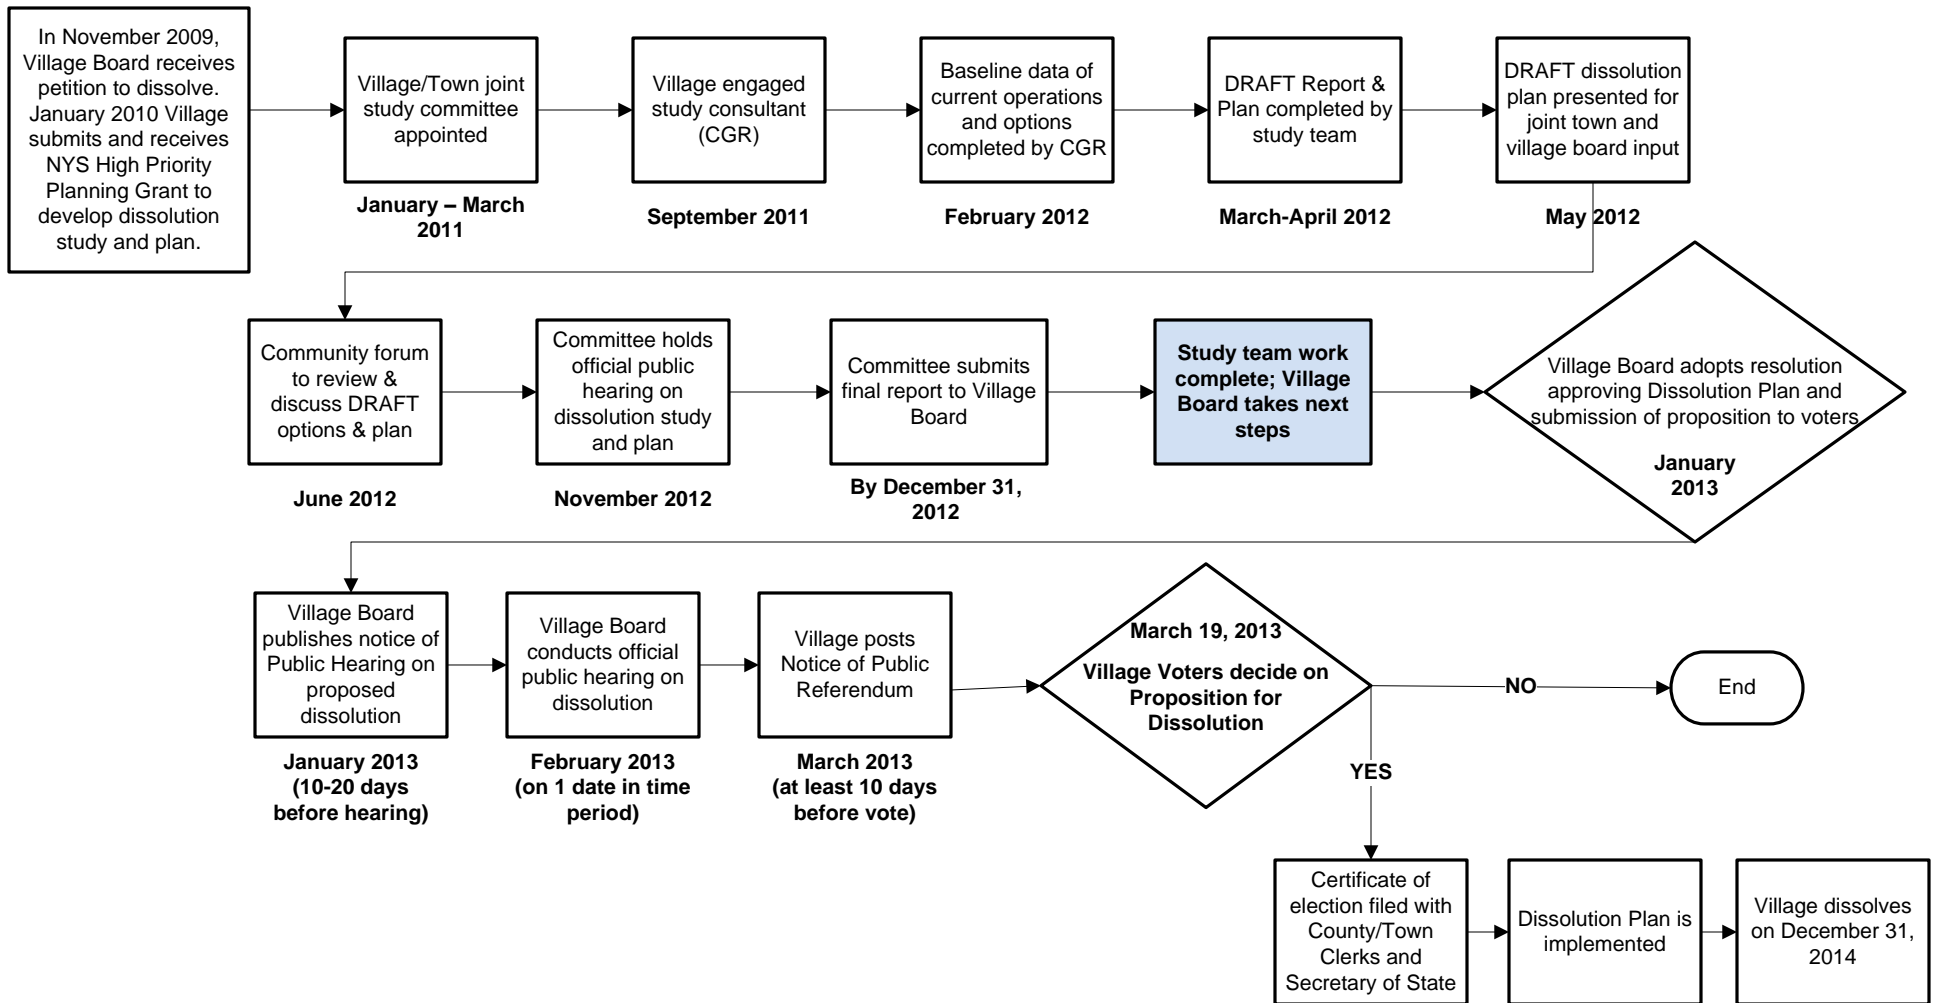 In November 2009,
Village Board receives
petition to dissolve.
January 2010 Village
submits and receives
NYS High Priority
Planning Grant to
develop dissolution
study and plan.
Village/Town joint
study committee
appointed
January – March
2011
Village engaged
study consultant
(CGR)
September 2011
Baseline data of
current operations
and options
completed by CGR
February 2012
DRAFT Report &
Plan completed by
study team
March-April 2012
DRAFT dissolution
plan presented for
joint town and
village board input
May 2012
Community forum
to review &
discuss DRAFT
options & plan
June 2012
Committee holds
official public
hearing on
dissolution study
and plan
November 2012
Committee submits
final report to Village
Board
By December 31,
2012
Study team work
complete; Village
Board takes next
steps
Village Board adopts resolution
approving Dissolution Plan and
submission of proposition to voters
January
2013
Village Board
publishes notice of
Public Hearing on
proposed
dissolution
January 2013
(10-20 days
before hearing)
Village Board
conducts official
public hearing on
dissolution
February 2013
(on 1 date in time
period)
Village posts
Notice of Public
Referendum
March 2013
(at least 10 days
before vote)
March 19, 2013
Village Voters decide on
Proposition for
Dissolution
NO
End
YES
Certificate of
election filed with
County/Town
Clerks and
Secretary of State
Dissolution Plan is
implemented
Village dissolves
on December 31,
2014